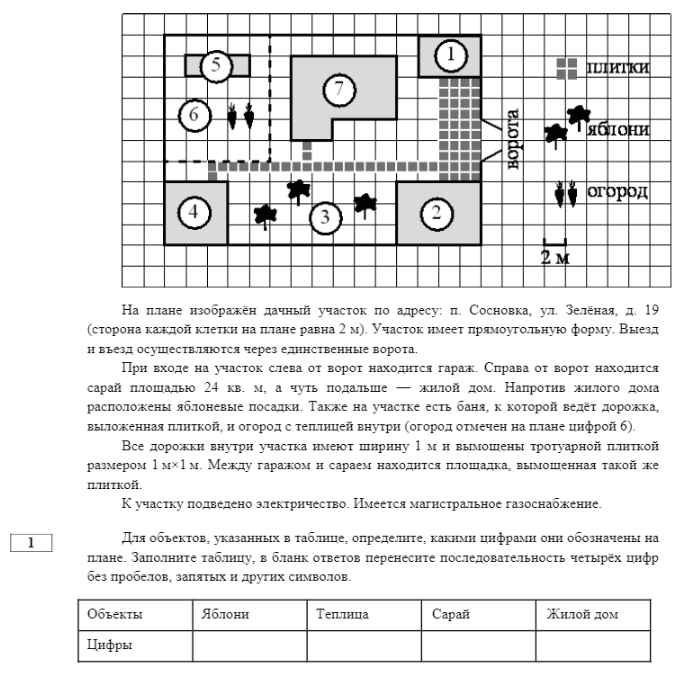 1
5
7
плитки
6
ворота
яблони
4
3
2
огород
2 м
На плане изображён дачный участок по адресу: п. Сосновка, ул. Зелёная, д. 19
(сторона каждой клетки на плане равна 2 м). Участок имеет прямоугольную форму. Выезд
и въезд осуществляются через единственные ворота.
При входе на участок слева от ворот находится гараж. Справа от ворот находится
сарай площадью 24 кв. м, а чуть подальше — жилой дом. Напротив жилого дома
расположены яблоневые посадки. Также на участке есть баня, к которой ведёт дорожка,
выложенная плиткой, и огород с теплицей внутри (огород отмечен на плане цифрой 6).
Все дорожки внутри участка имеют ширину 1 м и вымощены тротуарной плиткой
размером 1 м×1 м. Между гаражом и сараем находится площадка, вымощенная такой же
плиткой.
К участку подведено электричество. Имеется магистральное газоснабжение.
1
Для объектов, указанных в таблице, определите, какими цифрами они обозначены на
плане. Заполните таблицу, в бланк ответов перенесите последовательность четырёх цифр
без пробелов, запятых и других символов.
Объекты Яблони Теплица Сарай Жилой дом
Цифры